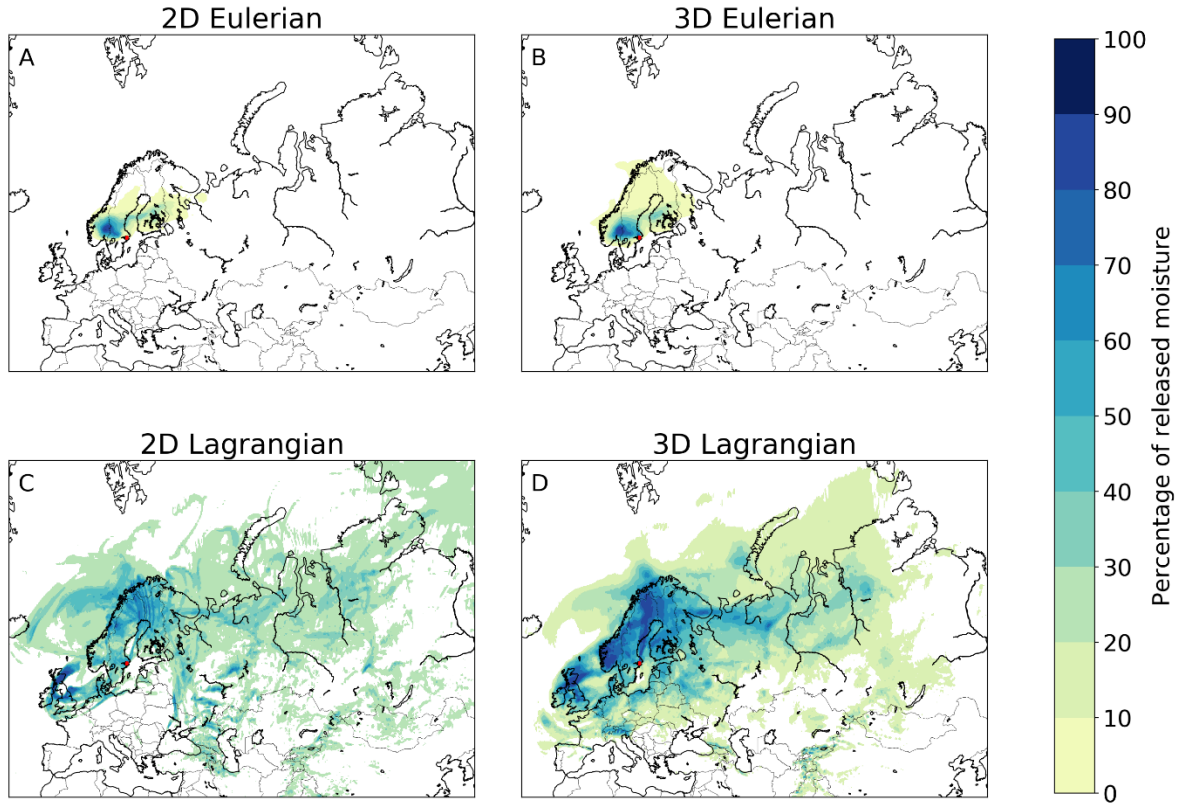 2D Eulerian
3D Eulerian
A
B
2D Lagrangian
3D Lagrangian
C
D
100
90
80
70
60
50
40
30
20
10
0
Percentage of released moisture